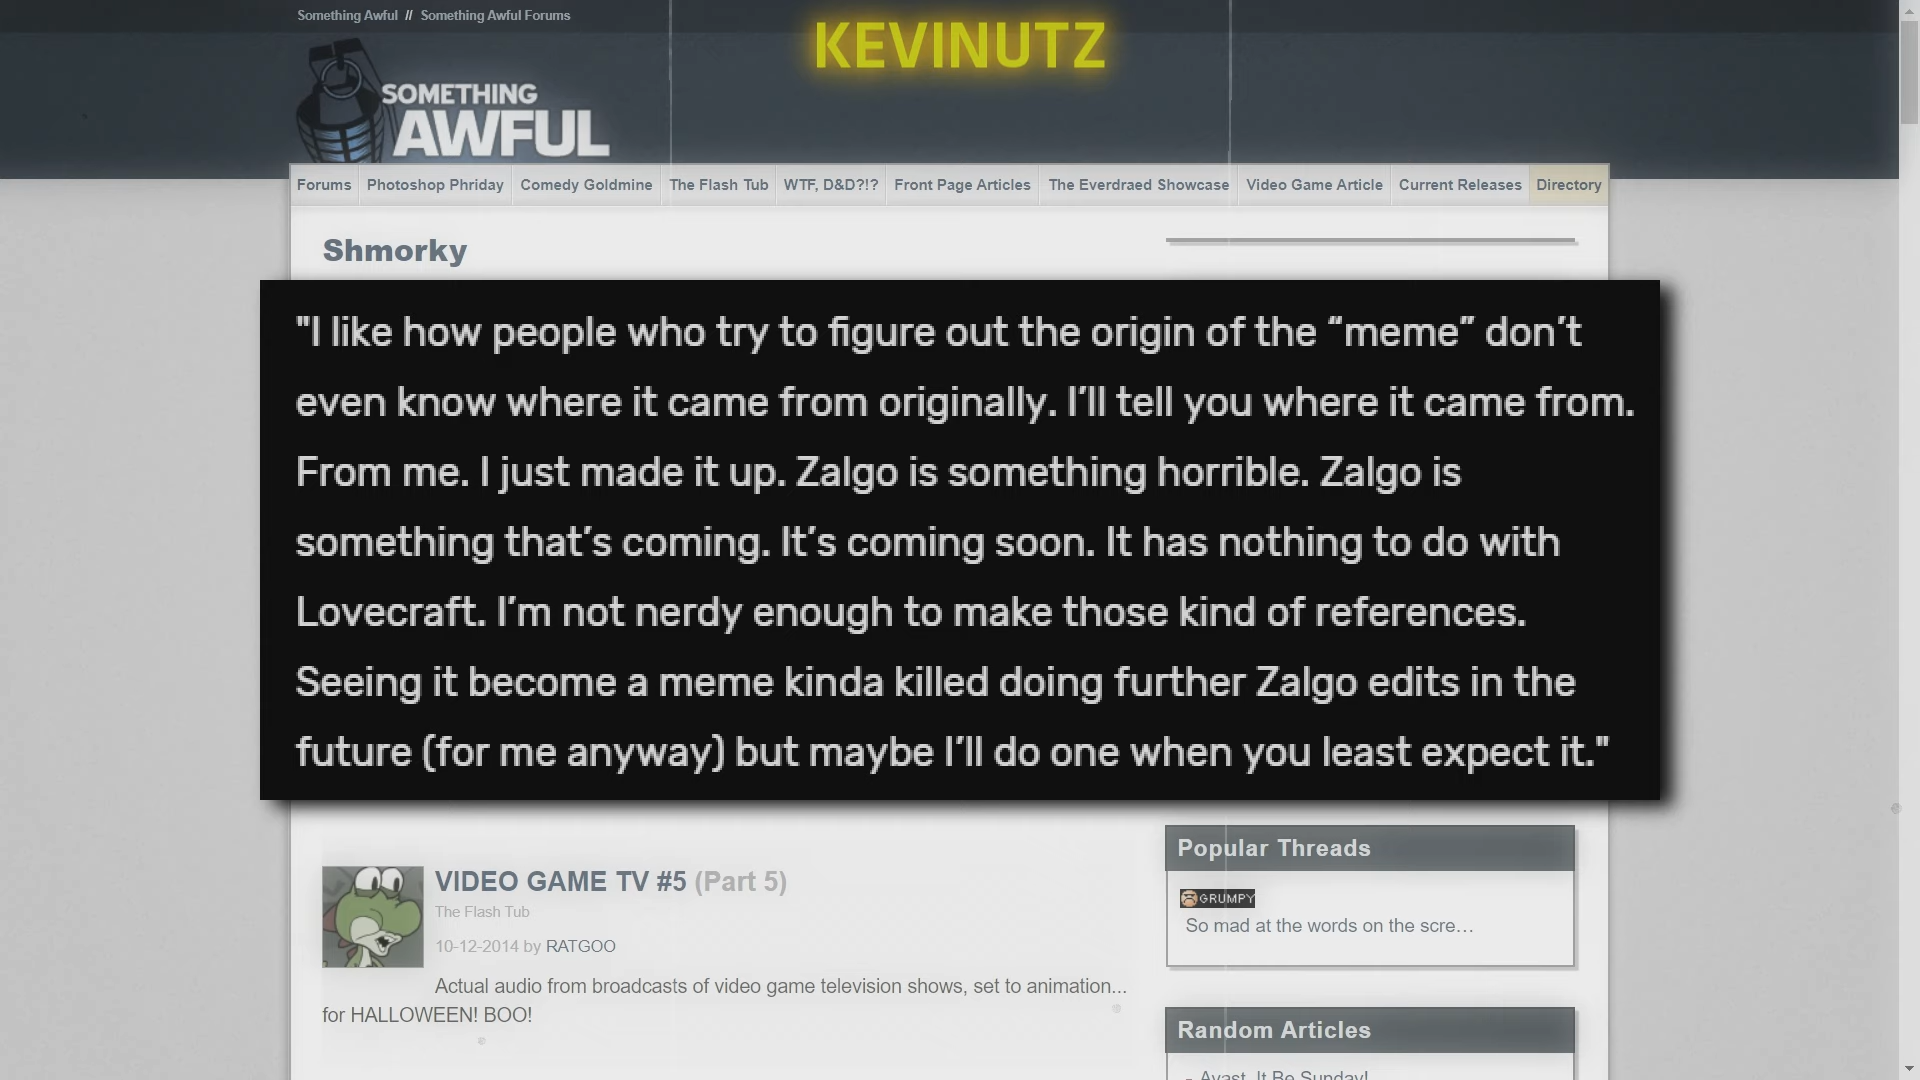 Something Awful // Something Awful Forums
KEVINUTZ
SOMETHING
AWFUL
Forums Photoshop Phriday Comedy Goldmine The Flash Tub WTF, D&D?!? Front Page Articles The Everdraed Showcase Video Game Article Current Releases Directory
Shmorky
"I like how people who try to figure out the origin of the “meme” don’t
even know where it came from originally. I’ll tell you where it came from.
From me. I just made it up. Zalgo is something horrible. Zalgo is
something that’s coming. It’s coming soon. It has nothing to do with
Lovecraft. I’m not nerdy enough to make those kind of references.
Seeing it become a meme kinda killed doing further Zalgo edits in the
future (for me anyway) but maybe I’ll do one when you least expect it."
VIDEO GAME TV #5 (Part 5)
The Flash Tub
10-12-2014 by RATGOO
Actual audio from broadcasts of video game television shows, set to animation...
for HALLOWEEN! BOO!
Popular Threads
GRUMPY
So mad at the words on the scre…
Random Articles
- Avast, It Be Sunday!